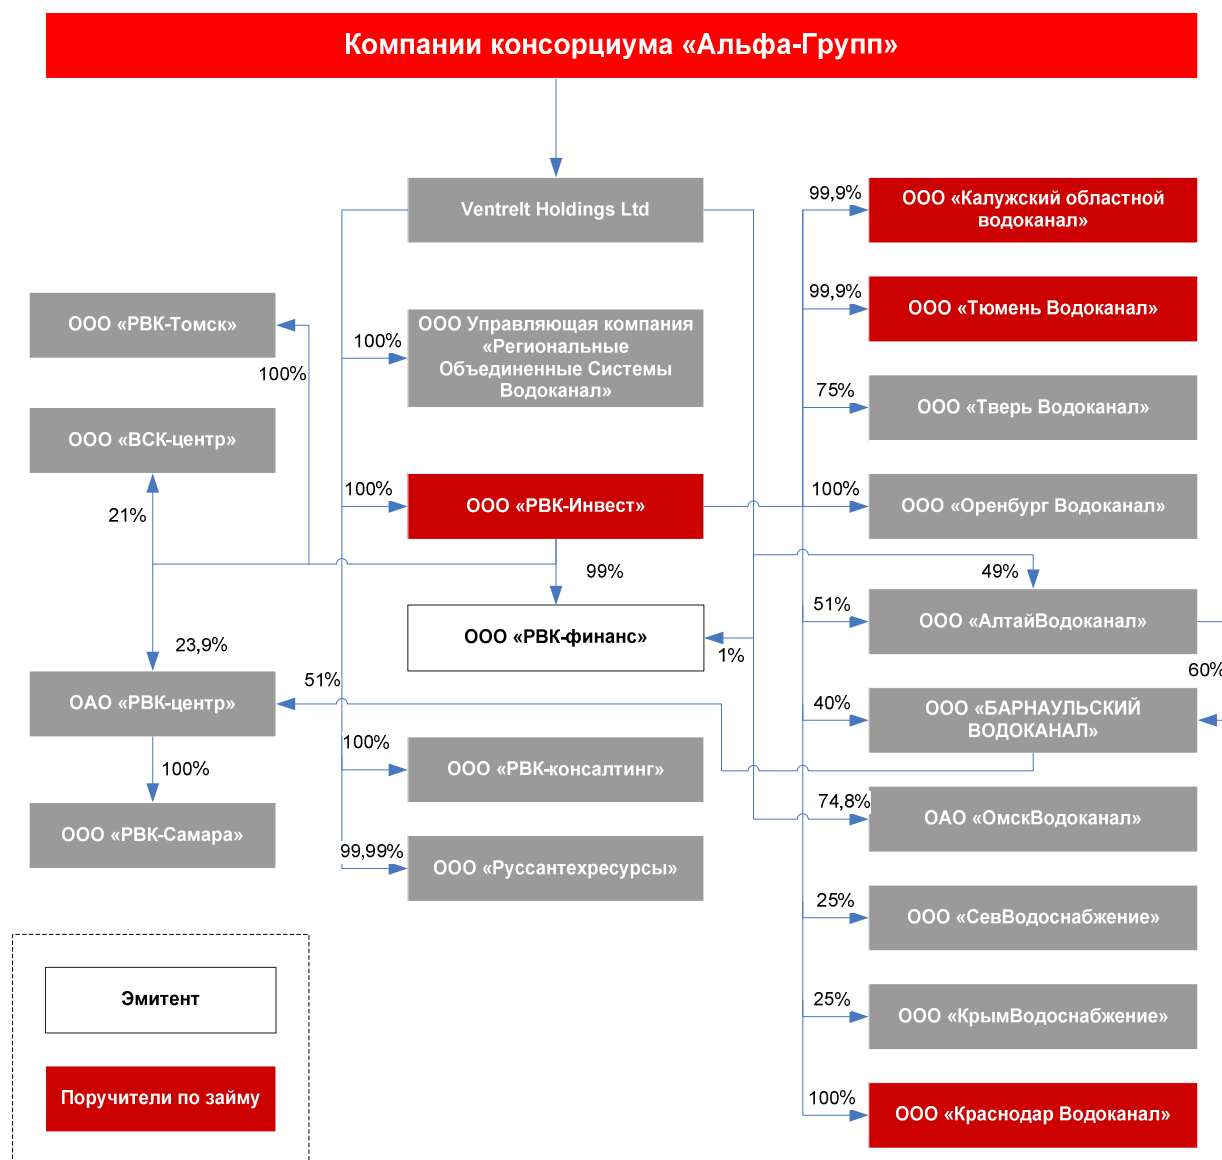 Компании консорциума «Альфа-Групп»
Ventrelt Holdings Ltd
99,9%
ООО «Калужский областной
водоканал»
99,9%
ООО «Тюмень Водоканал»
ООО «РВК-Томск»
100%
100%
ООО Управляющая компания
«Региональные
Объединенные Системы
Водоканал»
75%
ООО «Тверь Водоканал»
ООО «ВСК-центр»
21%
100%
ООО «РВК-Инвест»
100%
ООО «Оренбург Водоканал»
99%
49%
ООО «РВК-финанс»
1%
51%
ООО «АлтайВодоканал»
60%
23,9%
ОАО «РВК-центр»
51%
40%
ООО «БАРНАУЛЬСКИЙ
ВОДОКАНАЛ»
100%
100%
ООО «РВК-консалтинг»
74,8%
ОАО «ОмскВодоканал»
ООО «РВК-Самара»
99,99%
ООО «Руссантехресурсы»
25%
ООО «СевВодоснабжение»
25%
ООО «КрымВодоснабжение»
100%
ООО «Краснодар Водоканал»
Эмитент
Поручители по займу